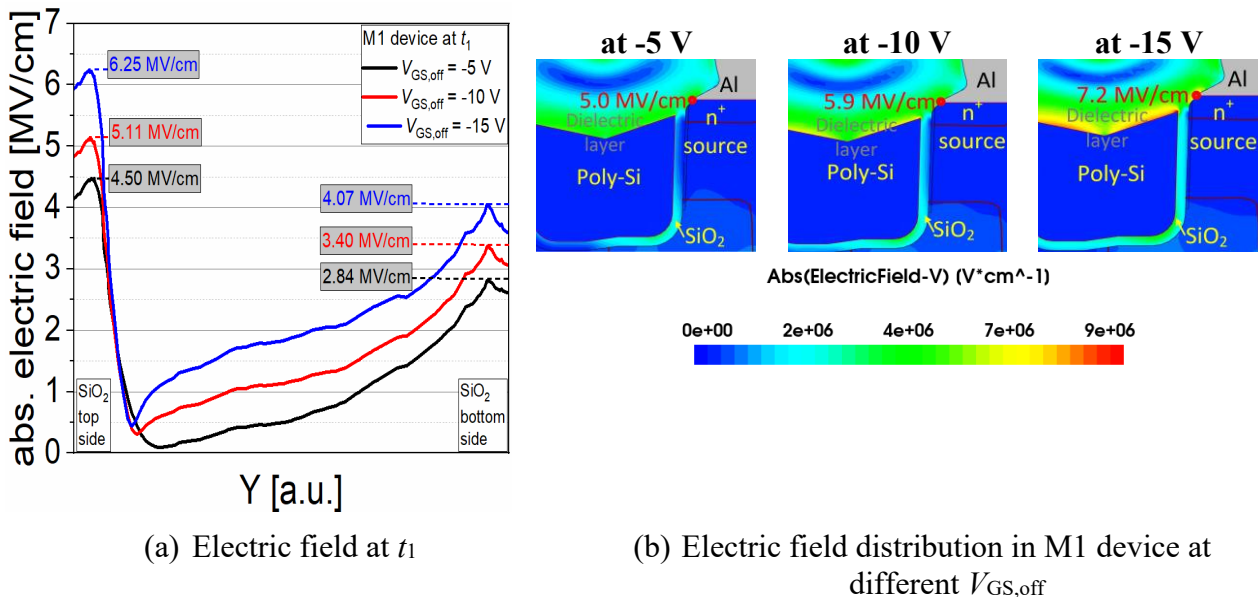 abs. electric field [MV/cm]
7
6
5
4
3
2
1
0
6.25 MV/cm
5.11 MV/cm
4.50 MV/cm
M1 device at t₁
V_GS,off = -5 V
V_GS,off = -10 V
V_GS,off = -15 V
4.07 MV/cm
3.40 MV/cm
2.84 MV/cm
SiO₂
top
side
SiO₂
bottom
side
Y [a.u.]
(a) Electric field at t₁
at -5 V
at -10 V
at -15 V
Al
5.0 MV/cm
Dielectric
layer
n⁺
source
Poly-Si
SiO₂
Al
5.9 MV/cm
Dielectric
layer
n⁺
source
Poly-Si
SiO₂
Al
7.2 MV/cm
Dielectric
layer
n⁺
source
Poly-Si
SiO₂
Abs(ElectricField-V) [V*cm^-1]
0e+00 2e+06 4e+06 7e+06 9e+06
(b) Electric field distribution in M1 device at
different V_GS,off